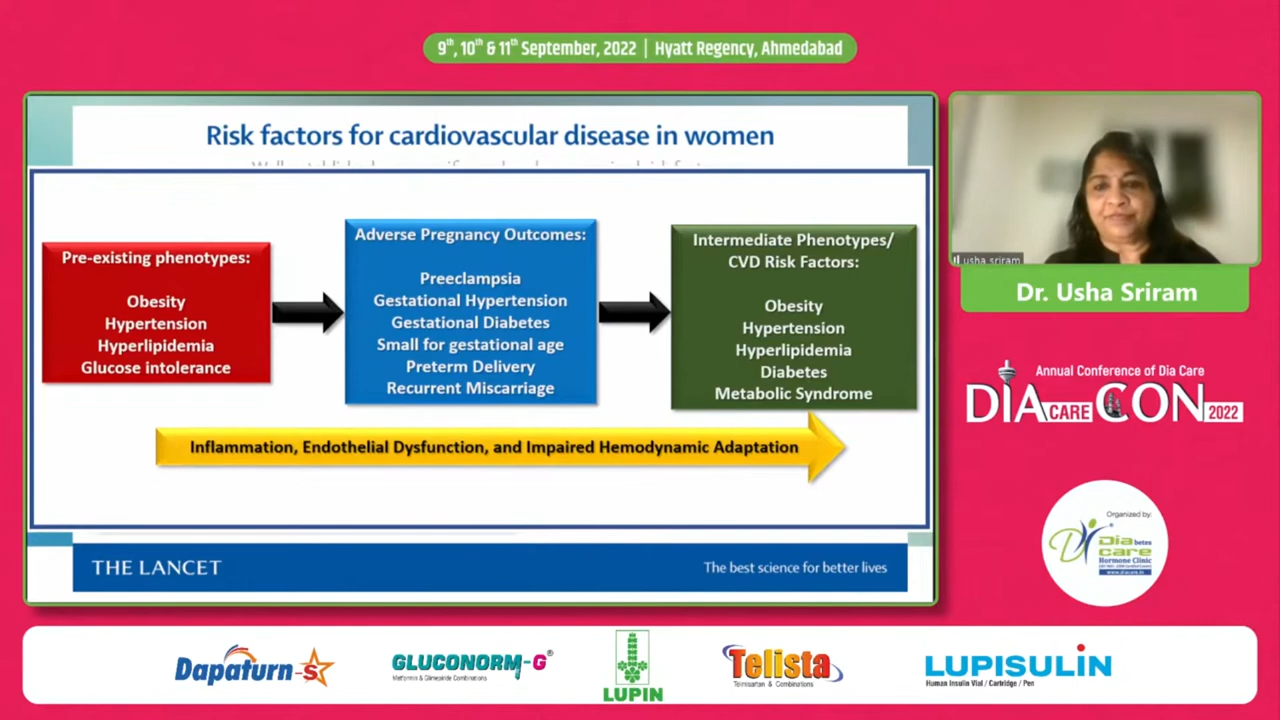 9th, 10th & 11th September, 2022 | Hyatt Regency, Ahmedabad
Risk factors for cardiovascular disease in women
Pre-existing phenotypes:
Obesity
Hypertension
Hyperlipidemia
Glucose intolerance
Adverse Pregnancy Outcomes:
Preeclampsia
Gestational Hypertension
Gestational Diabetes
Small for gestational age
Preterm Delivery
Recurrent Miscarriage
Intermediate Phenotypes/
CVD Risk Factors:
Obesity
Hypertension
Hyperlipidemia
Diabetes
Metabolic Syndrome
Inflammation, Endothelial Dysfunction, and Impaired Hemodynamic Adaptation
THE LANCET
The best science for better lives
usha sriram
Dr. Usha Sriram
Annual Conference of Dia Care
DIA CARE CON 2022
Organized by:
Diabetes
care
Hormone Clinic
www.diacare.in
Dapaturn-S
GLUCONORM-G®
Metformin & Glimepiride Combinations
LUPIN
Telista
Telmisartan & Combinations
LUPISULIN
Human Insulin Vial / Cartridge / Pen